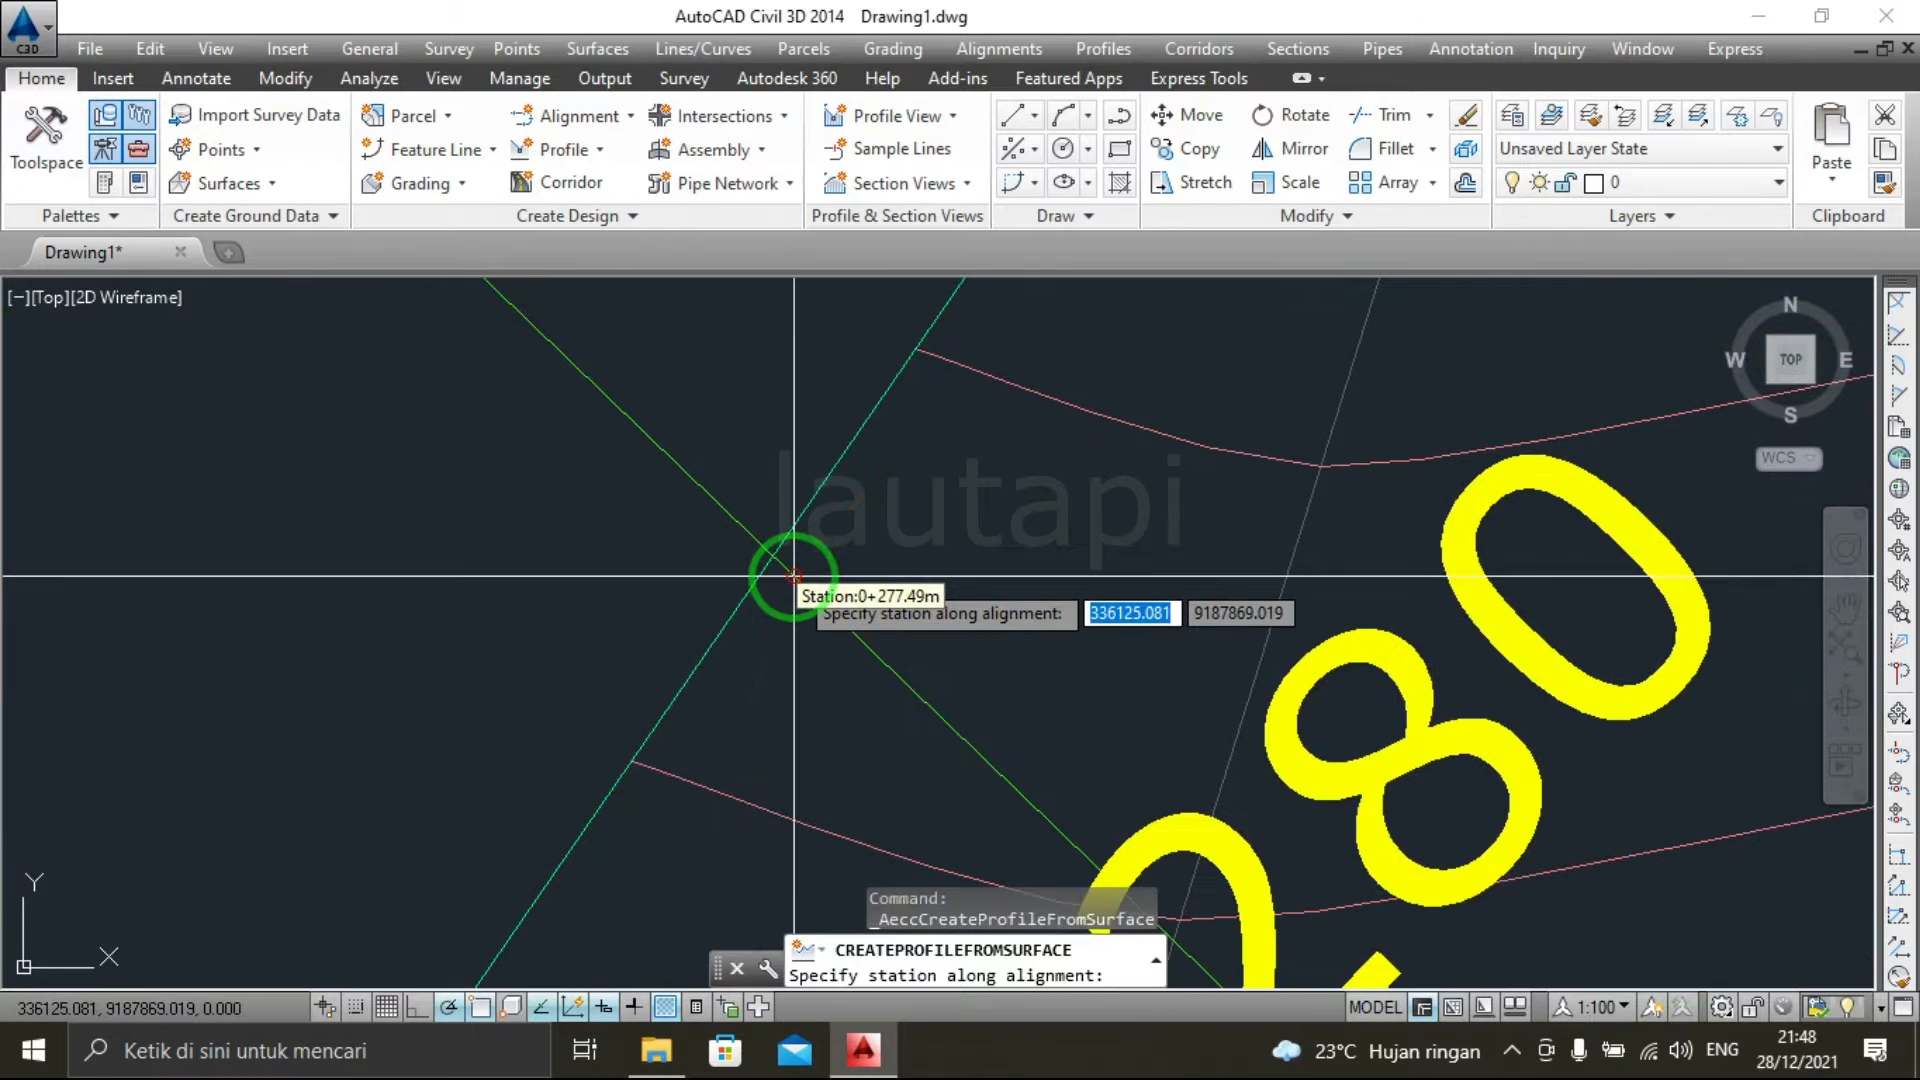 AutoCAD Civil 3D 2014 Drawing1.dwg
C3D
File Edit View Insert General Survey Points Surfaces Lines/Curves Parcels Grading Alignments Profiles Corridors Sections Pipes Annotation Inquiry Window Express
Home Insert Annotate Modify Analyze View Manage Output Survey Autodesk 360 Help Add-ins Featured Apps Express Tools
Import Survey Data Parcel Alignment Intersections Profile View Move Rotate Trim
Toolspace Points Feature Line Profile Assembly Sample Lines Copy Mirror Fillet Unsaved Layer State Paste
Surfaces Grading Corridor Pipe Network Section Views Stretch Scale Array 0
Palettes Create Ground Data Create Design Profile & Section Views Draw Modify Layers Clipboard
Drawing1*
[−][Top][2D Wireframe]
N
W TOP E
S
WCS
lautapi
Station:0+277.49m
Specify station along alignment: 336125.081 9187869.019
80
Y
X
Command:
_AeccCreateProfileFromSurface
CREATEPROFILEFROMSURFACE
Specify station along alignment:
336125.081, 9187869.019, 0.000 MODEL 1:100
Ketik di sini untuk mencari 23°C Hujan ringan ENG 21:48
28/12/2021